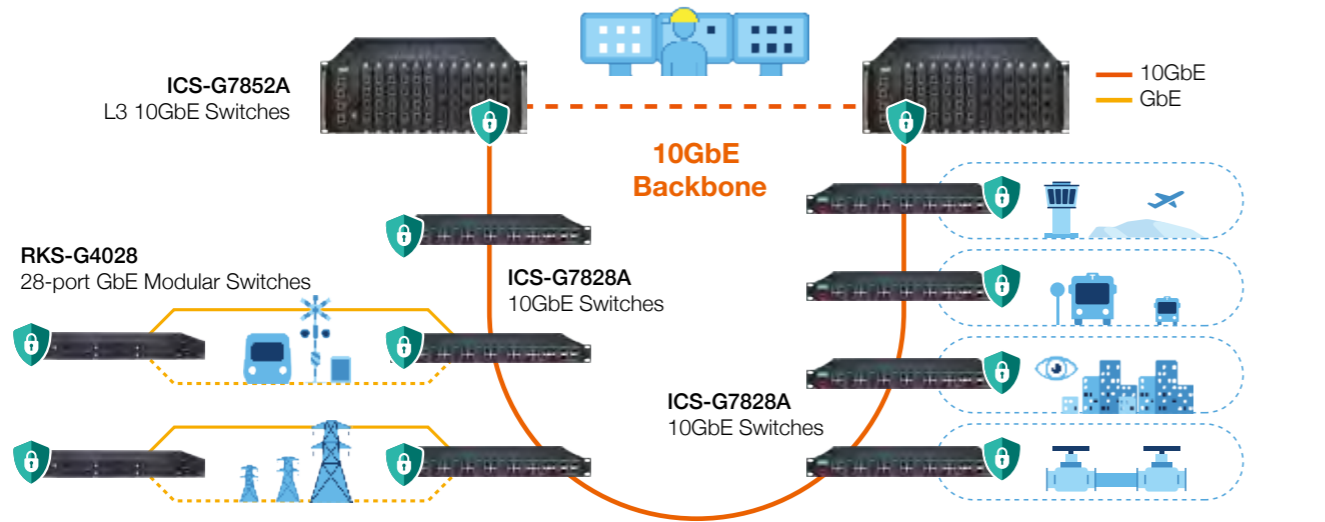 ICS-G7852A
L3 10GbE Switches
10GbE
GbE
10GbE
Backbone
RKS-G4028
28-port GbE Modular Switches
ICS-G7828A
10GbE Switches
ICS-G7828A
10GbE Switches